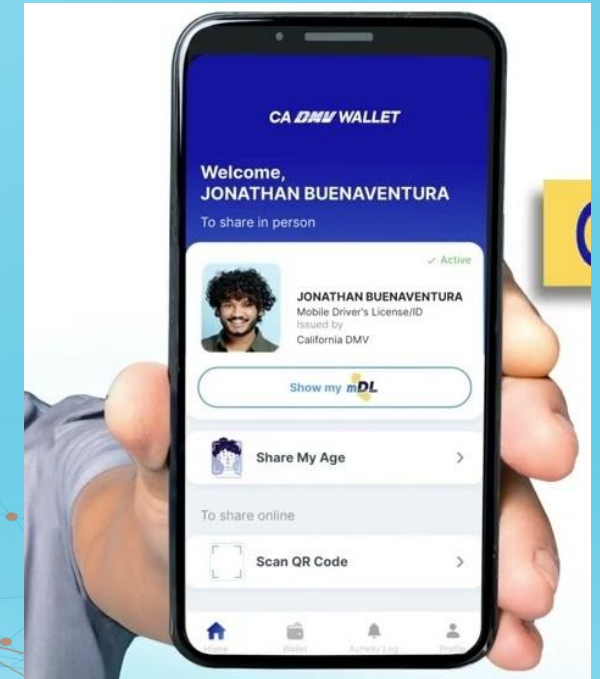 CA DMV WALLET
Welcome,
JONATHAN BUENAVENTURA
To share in person
✓ Active
JONATHAN BUENAVENTURA
Mobile Driver's License/ID
Issued by
California DMV
Show my mDL
Share My Age
To share online
Scan QR Code
Home Wallet Activity Log Profile